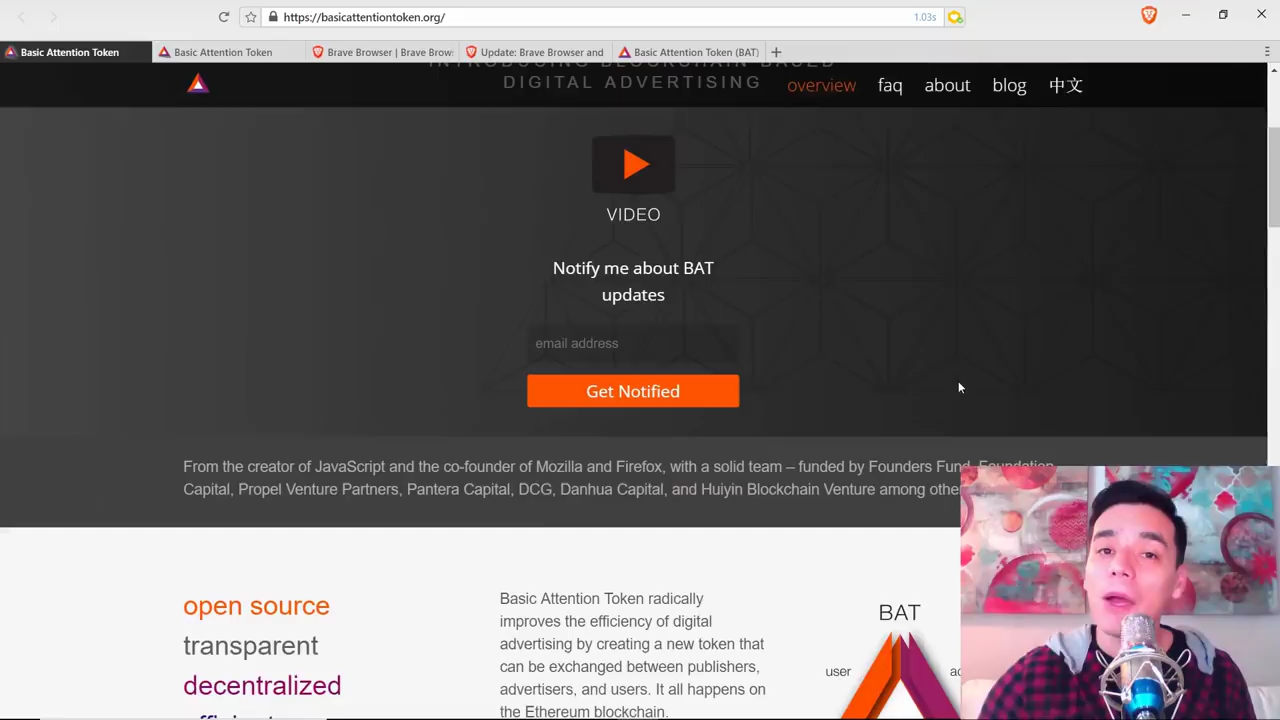 https://basicattentiontoken.org/
1.03s
Basic Attention Token
Basic Attention Token
Brave Browser | Brave Brow
Update: Brave Browser and
Basic Attention Token (BAT)
INTRODUCING BLOCKCHAIN BASED
DIGITAL ADVERTISING
overview
faq
about
blog
中文
VIDEO
Notify me about BAT
updates
email address
Get Notified
From the creator of JavaScript and the co-founder of Mozilla and Firefox, with a solid team – funded by Founders Fund, Foundation
Capital, Propel Venture Partners, Pantera Capital, DCG, Danhua Capital, and Huiyin Blockchain Venture among othe
open source
transparent
decentralized
Basic Attention Token radically
improves the efficiency of digital
advertising by creating a new token that
can be exchanged between publishers,
advertisers, and users. It all happens on
the Ethereum blockchain.
BAT
user